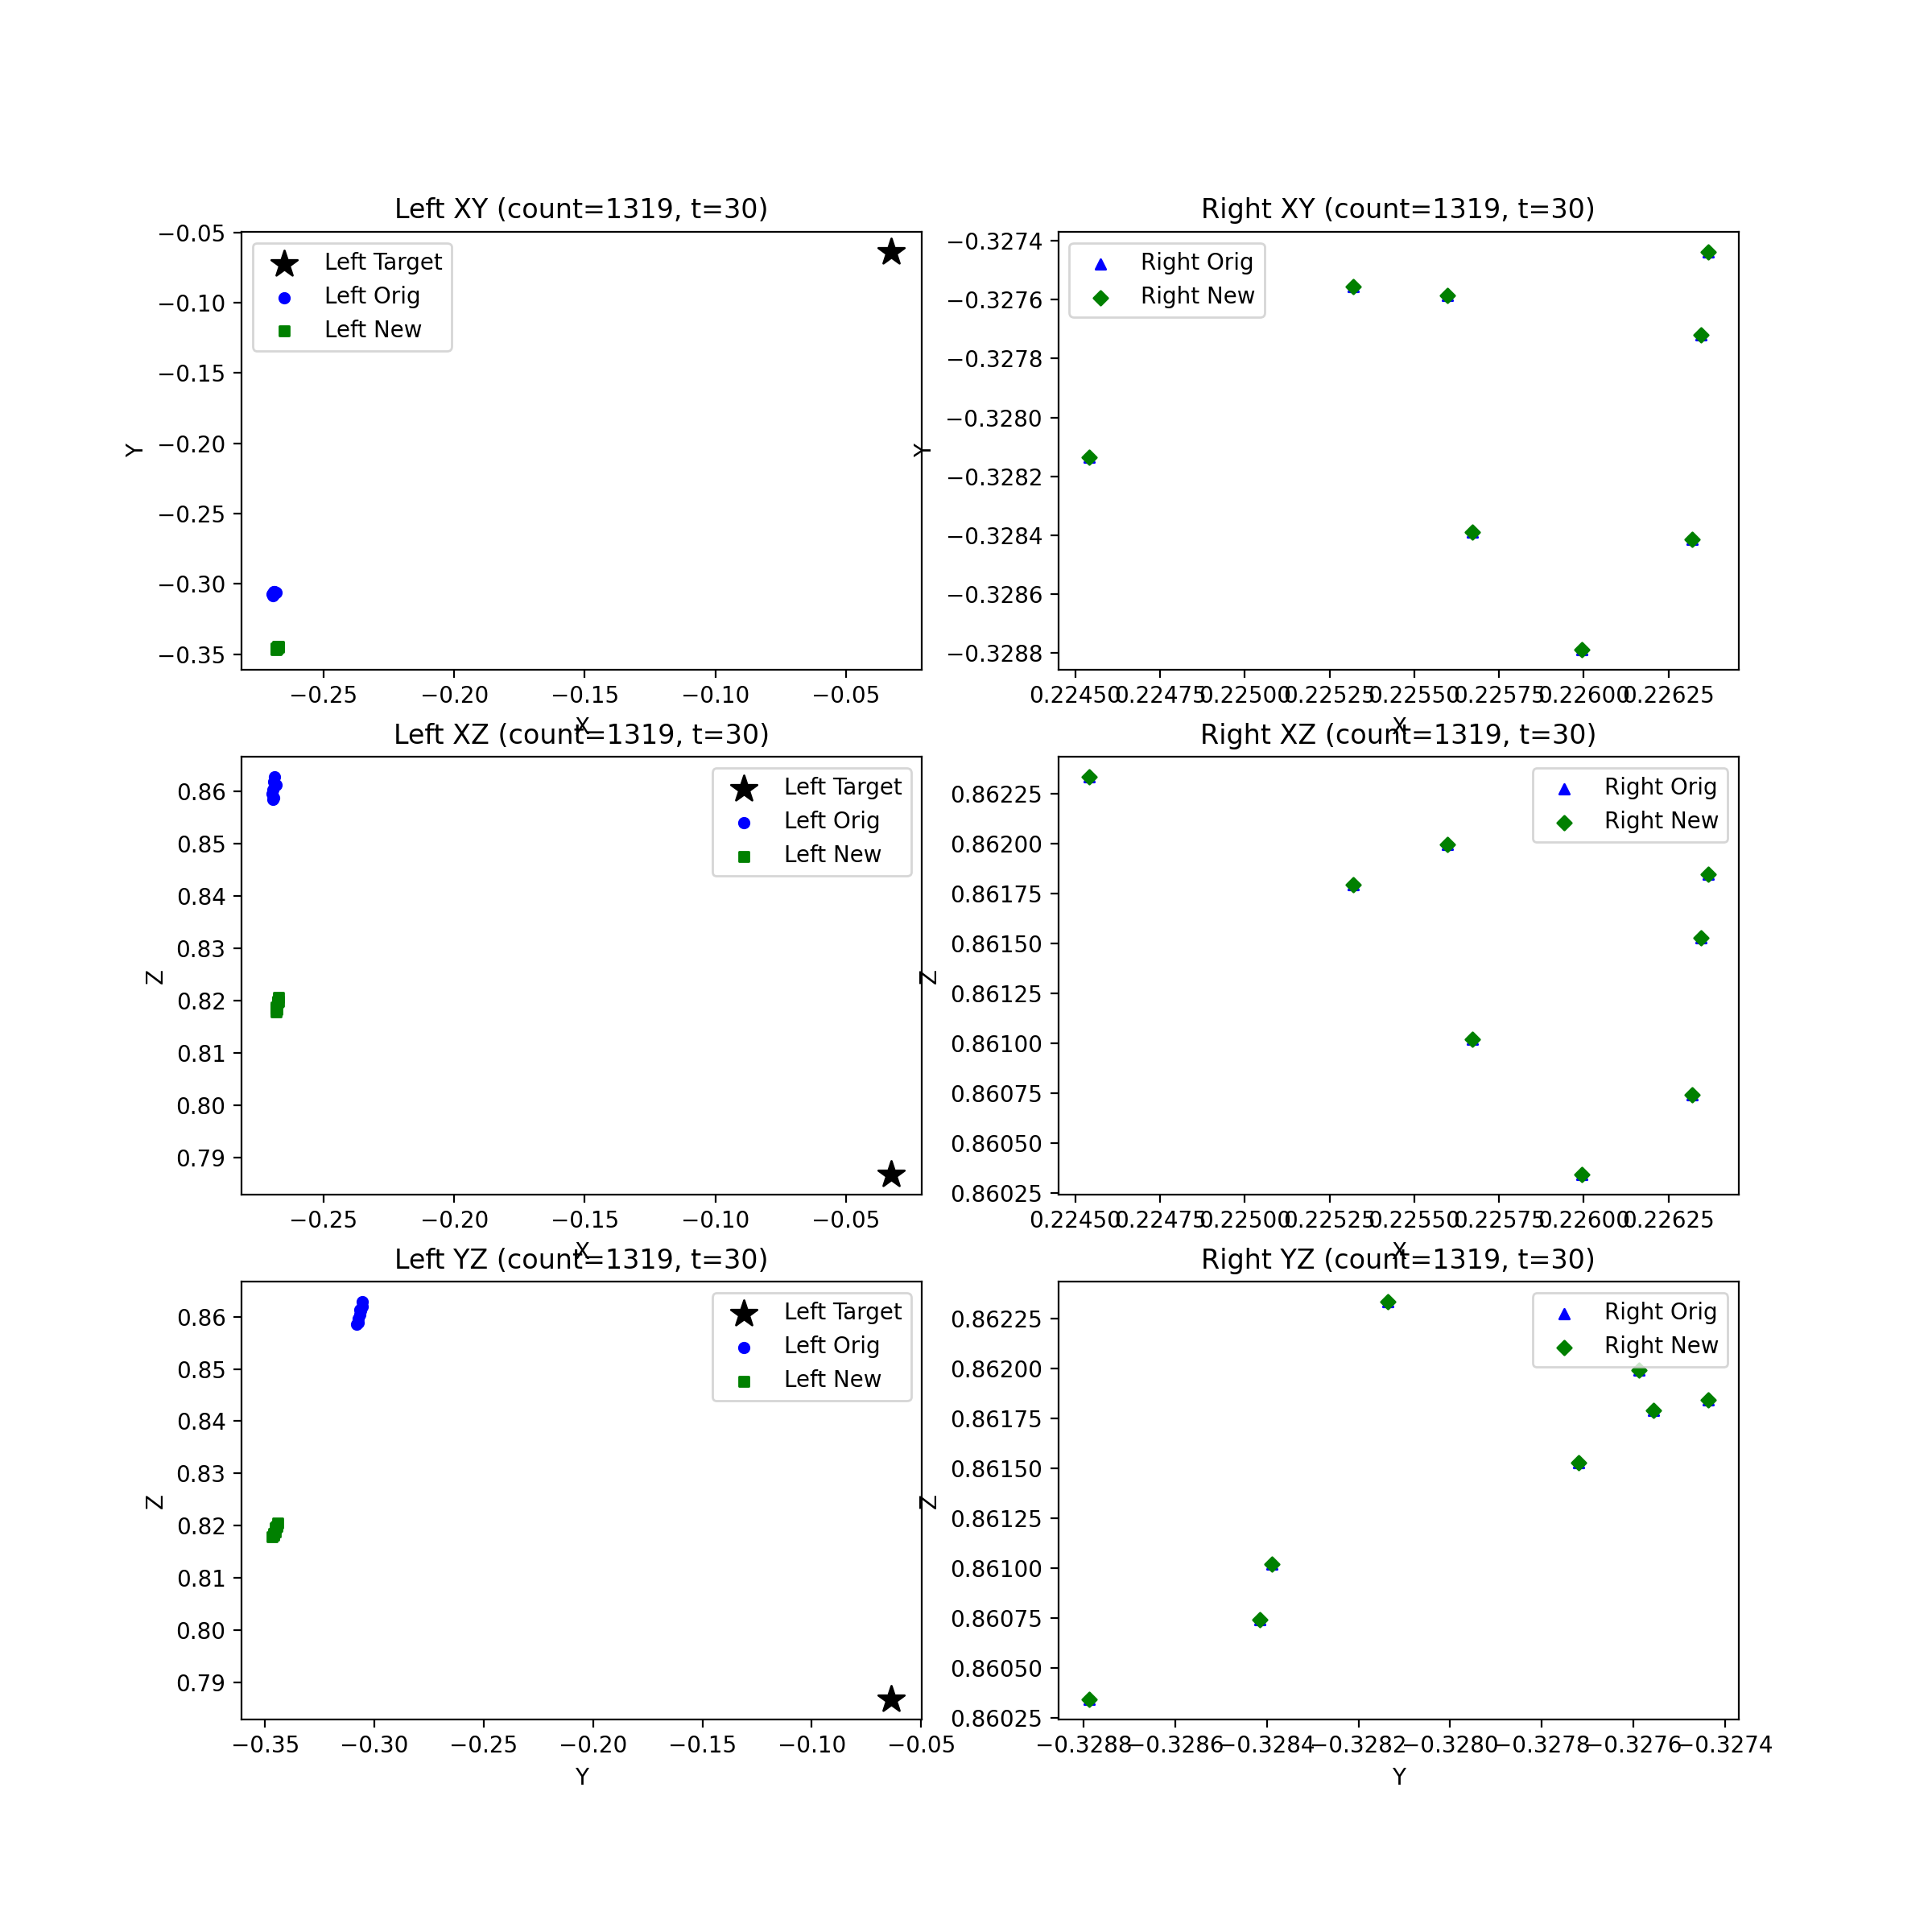 Left XY (count=1319, t=30)
Left Target
Left Orig
Left New
−0.05
−0.10
−0.15
−0.20
−0.25
−0.30
−0.35
Y
−0.25 −0.20 −0.15 −0.10 −0.05
X
Right XY (count=1319, t=30)
Right Orig
Right New
−0.3274
−0.3276
−0.3278
−0.3280
−0.3282
−0.3284
−0.3286
−0.3288
Y
0.22450 0.22475 0.22500 0.22525 0.22550 0.22575 0.22600 0.22625
X
Left XZ (count=1319, t=30)
Left Target
Left Orig
Left New
0.86
0.85
0.84
0.83
0.82
0.81
0.80
0.79
Z
−0.25 −0.20 −0.15 −0.10 −0.05
X
Right XZ (count=1319, t=30)
Right Orig
Right New
0.86225
0.86200
0.86175
0.86150
0.86125
0.86100
0.86075
0.86050
0.86025
Z
0.22450 0.22475 0.22500 0.22525 0.22550 0.22575 0.22600 0.22625
X
Left YZ (count=1319, t=30)
Left Target
Left Orig
Left New
0.86
0.85
0.84
0.83
0.82
0.81
0.80
0.79
Z
−0.35 −0.30 −0.25 −0.20 −0.15 −0.10 −0.05
Y
Right YZ (count=1319, t=30)
Right Orig
Right New
0.86225
0.86200
0.86175
0.86150
0.86125
0.86100
0.86075
0.86050
0.86025
Z
−0.3288 −0.3286 −0.3284 −0.3282 −0.3280 −0.3278 −0.3276 −0.3274
Y